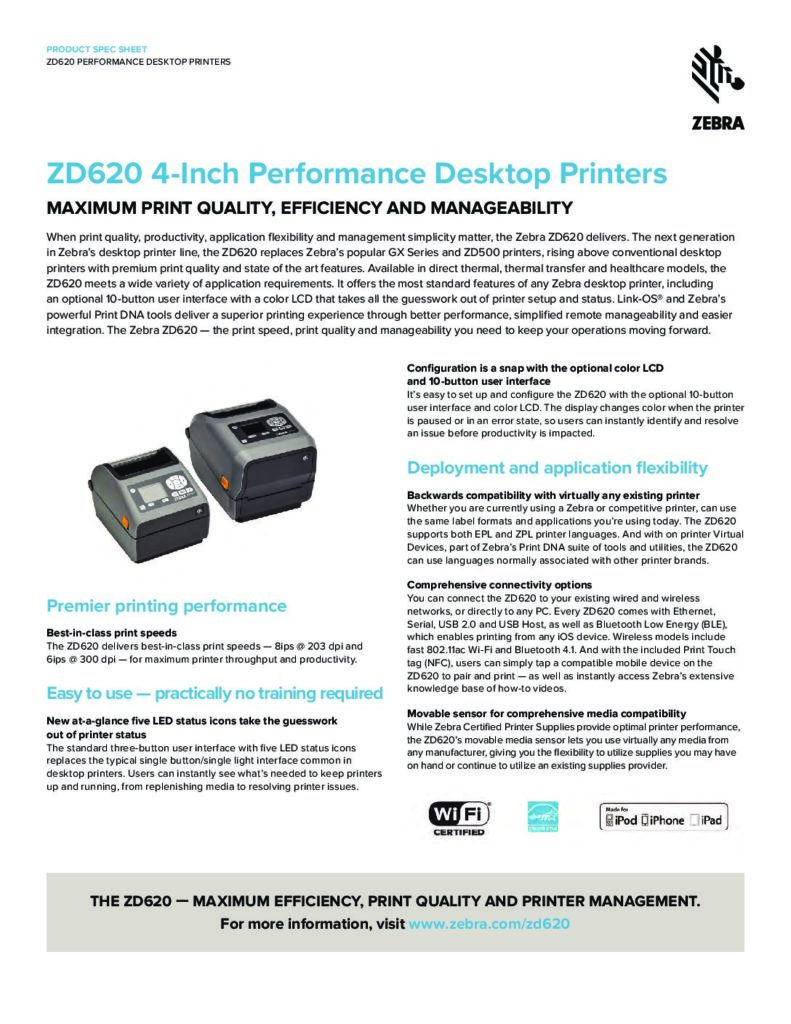 PRODUCT SPEC SHEET
ZD620 PERFORMANCE DESKTOP PRINTERS
ZEBRA
ZD620 4-Inch Performance Desktop Printers
MAXIMUM PRINT QUALITY, EFFICIENCY AND MANAGEABILITY
When print quality, productivity, application flexibility and management simplicity matter, the Zebra ZD620 delivers. The next generation
in Zebra's desktop printer line, the ZD620 replaces Zebra's popular GX Series and ZD500 printers, rising above conventional desktop
printers with premium print quality and state of the art features. Available in direct thermal, thermal transfer and healthcare models, the
ZD620 meets a wide variety of application requirements. It offers the most standard features of any Zebra desktop printer, including
an optional 10-button user interface with a color LCD that takes all the guesswork out of printer setup and status. Link-OS® and Zebra's
powerful Print DNA tools deliver a superior printing experience through better performance, simplified remote manageability and easier
integration. The Zebra ZD620 — the print speed, print quality and manageability you need to keep your operations moving forward.
Premier printing performance
Best-in-class print speeds
The ZD620 delivers best-in-class print speeds — 8ips @ 203 dpi and
6ips @ 300 dpi — for maximum printer throughput and productivity.
Easy to use — practically no training required
New at-a-glance five LED status icons take the guesswork
out of printer status
The standard three-button user interface with five LED status icons
replaces the typical single button/single light interface common in
desktop printers. Users can instantly see what's needed to keep printers
up and running, from replenishing media to resolving printer issues.
Configuration is a snap with the optional color LCD
and 10-button user interface
It's easy to set up and configure the ZD620 with the optional 10-button
user interface and color LCD. The display changes color when the printer
is paused or in an error state, so users can instantly identify and resolve
an issue before productivity is impacted.
Deployment and application flexibility
Backwards compatibility with virtually any existing printer
Whether you are currently using a Zebra or competitive printer, can use
the same label formats and applications you're using today. The ZD620
supports both EPL and ZPL printer languages. And with on printer Virtual
Devices, part of Zebra's Print DNA suite of tools and utilities, the ZD620
can use languages normally associated with other printer brands.
Comprehensive connectivity options
You can connect the ZD620 to your existing wired and wireless
networks, or directly to any PC. Every ZD620 comes with Ethernet,
Serial, USB 2.0 and USB Host, as well as Bluetooth Low Energy (BLE),
which enables printing from any iOS device. Wireless models include
fast 802.11ac Wi-Fi and Bluetooth 4.1. And with the included Print Touch
tag (NFC), users can simply tap a compatible mobile device on the
ZD620 to pair and print — as well as instantly access Zebra's extensive
knowledge base of how-to videos.
Movable sensor for comprehensive media compatibility
While Zebra Certified Printer Supplies provide optimal printer performance,
the ZD620's movable media sensor lets you use virtually any media from
any manufacturer, giving you the flexibility to utilize supplies you may have
on hand or continue to utilize an existing supplies provider.
Wi Fi
CERTIFIED
Made for
iPod iPhone iPad
THE ZD620 — MAXIMUM EFFICIENCY, PRINT QUALITY AND PRINTER MANAGEMENT.
For more information, visit www.zebra.com/zd620